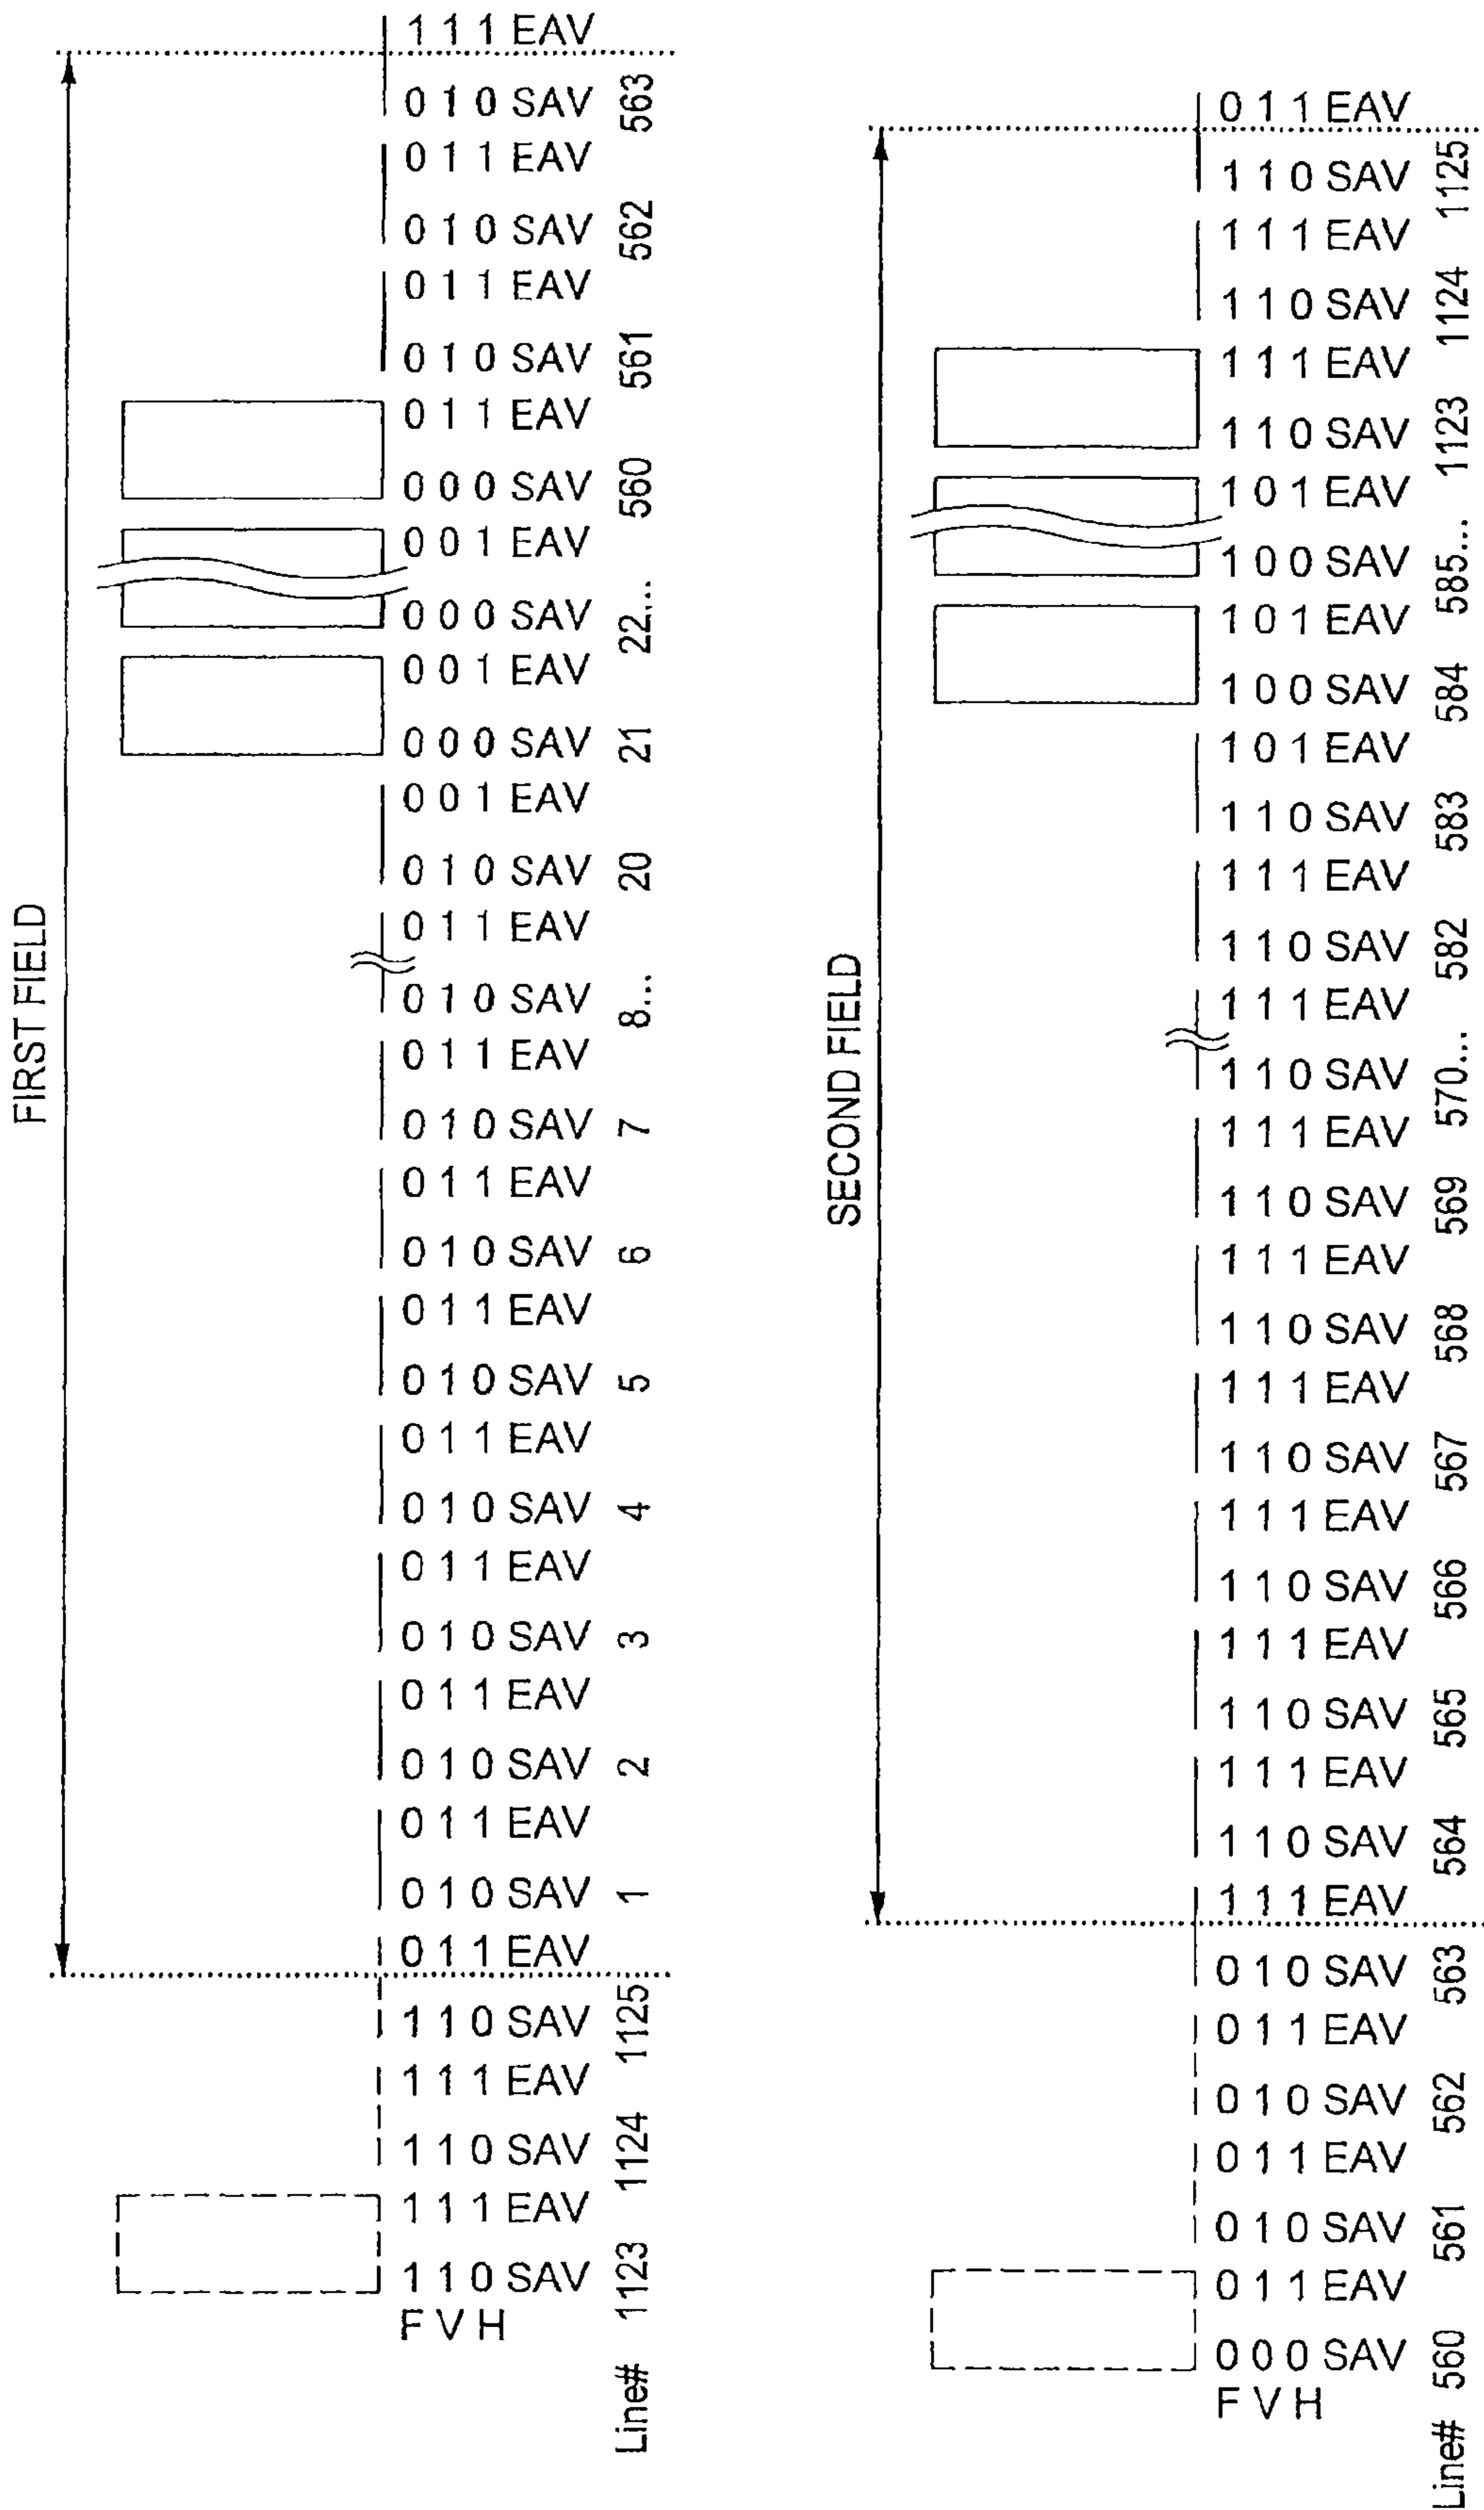 FIRST FIELD
1 1 1 EAV
0 1 0 SAV 563
0 1 1 EAV
0 1 0 SAV 562
0 1 1 EAV
0 1 0 SAV 561
0 1 1 EAV
0 0 0 SAV 560
0 0 1 EAV
0 0 0 SAV 22...
0 0 1 EAV
0 0 0 SAV 21
0 0 1 EAV
0 1 0 SAV 20
0 1 1 EAV
0 1 0 SAV 8...
0 1 1 EAV
0 1 0 SAV 7
0 1 1 EAV
0 1 0 SAV 6
0 1 1 EAV
0 1 0 SAV 5
0 1 1 EAV
0 1 0 SAV 4
0 1 1 EAV
0 1 0 SAV 3
0 1 1 EAV
0 1 0 SAV 2
0 1 1 EAV
0 1 0 SAV 1
0 1 1 EAV
1 1 0 SAV 1125
1 1 1 EAV
1 1 0 SAV 1124
1 1 1 EAV
1 1 0 SAV 1123
F V H
Line#
SECOND FIELD
0 1 1 EAV
1 1 0 SAV 1125
1 1 1 EAV
1 1 0 SAV 1124
1 1 1 EAV
1 1 0 SAV 1123
1 0 1 EAV
1 0 0 SAV 585...
1 0 1 EAV
1 0 0 SAV 584
1 0 1 EAV
1 1 0 SAV 583
1 1 1 EAV
1 1 0 SAV 582
1 1 1 EAV
1 1 0 SAV 570...
1 1 1 EAV
1 1 0 SAV 569
1 1 1 EAV
1 1 0 SAV 568
1 1 1 EAV
1 1 0 SAV 567
1 1 1 EAV
1 1 0 SAV 566
1 1 1 EAV
1 1 0 SAV 565
1 1 1 EAV
1 1 0 SAV 564
1 1 1 EAV
0 1 0 SAV 563
0 1 1 EAV
0 1 0 SAV 562
0 1 1 EAV
0 1 0 SAV 561
0 1 1 EAV
0 0 0 SAV 560
F V H
Line#